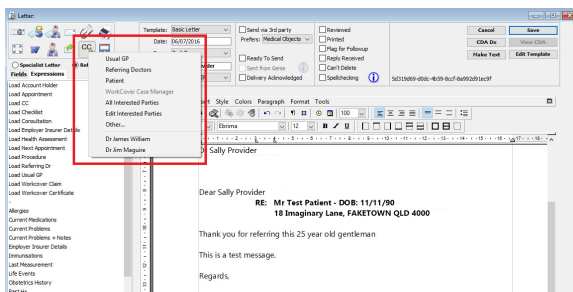 Letter:
Template: Basic Letter
Send via 3rd party
Reviewed
Cancel
Save
Date: 06/07/2016
Prefers: Medical Objects
Printed
CDA Dx
View CDA
Flag for Followup
Make Text
Edit Template
Ready To Send
Reply Received
Sent from Genie
Can't Delete
Delivery Acknowledged
Spellchecking
5d319d69-d0dc-4b59-8ccf-8a992d91ec9f
CC
Specialist Letter
Fields Expressions
Usual GP
Referring Doctors
Patient
WorkCover Case Manager
All Interested Parties
Edit Interested Parties
Other...
Dr James William
Dr Jim Maguire
Load Account Holder
Load Appointment
Load CC
Load Checklist
Load Consultation
Load Employer Insurer Details
Load Health Assessment
Load Next Appointment
Load Procedure
Load Referring Dr
Load Usual GP
Load Workcover Claim
Load Workcover Certificate
-
Allergies
Current Medications
Current Problems
Current Problems + Notes
Employer Insurer Details
Immunisations
Last Measurement
Life Events
Obstetrics History
Past Hx
Style Colors Paragraph Format Tools
100
Ebrima
12
B I U
Dr Sally Provider
Dear Sally Provider
RE: Mr Test Patient - DOB: 11/11/90
18 Imaginary Lane, FAKETOWN QLD 4000
Thank you for referring this 25 year old gentleman
This is a test message.
Regards,